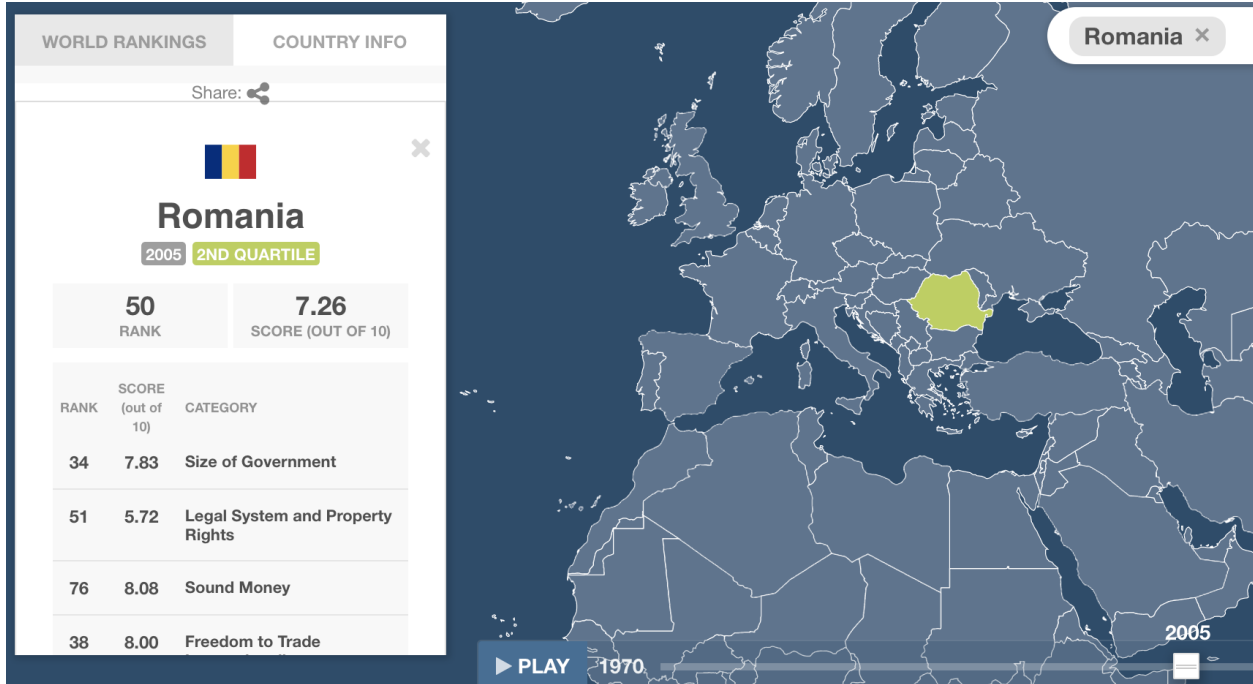 WORLD RANKINGS
COUNTRY INFO
Share:
Romania
2005
2ND QUARTILE
50
RANK
7.26
SCORE (OUT OF 10)
RANK
SCORE
(out of
10)
CATEGORY
34
7.83
Size of Government
51
5.72
Legal System and Property
Rights
76
8.08
Sound Money
38
8.00
Freedom to Trade
Romania
PLAY
1970
2005